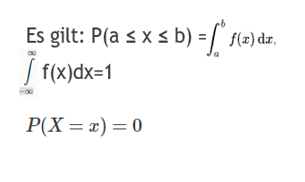 Es gilt: P(a ≤ x ≤ b) = ∫_a^b f(x) dx,
∫_{-∞}^{∞} f(x)dx=1
P(X = x) = 0